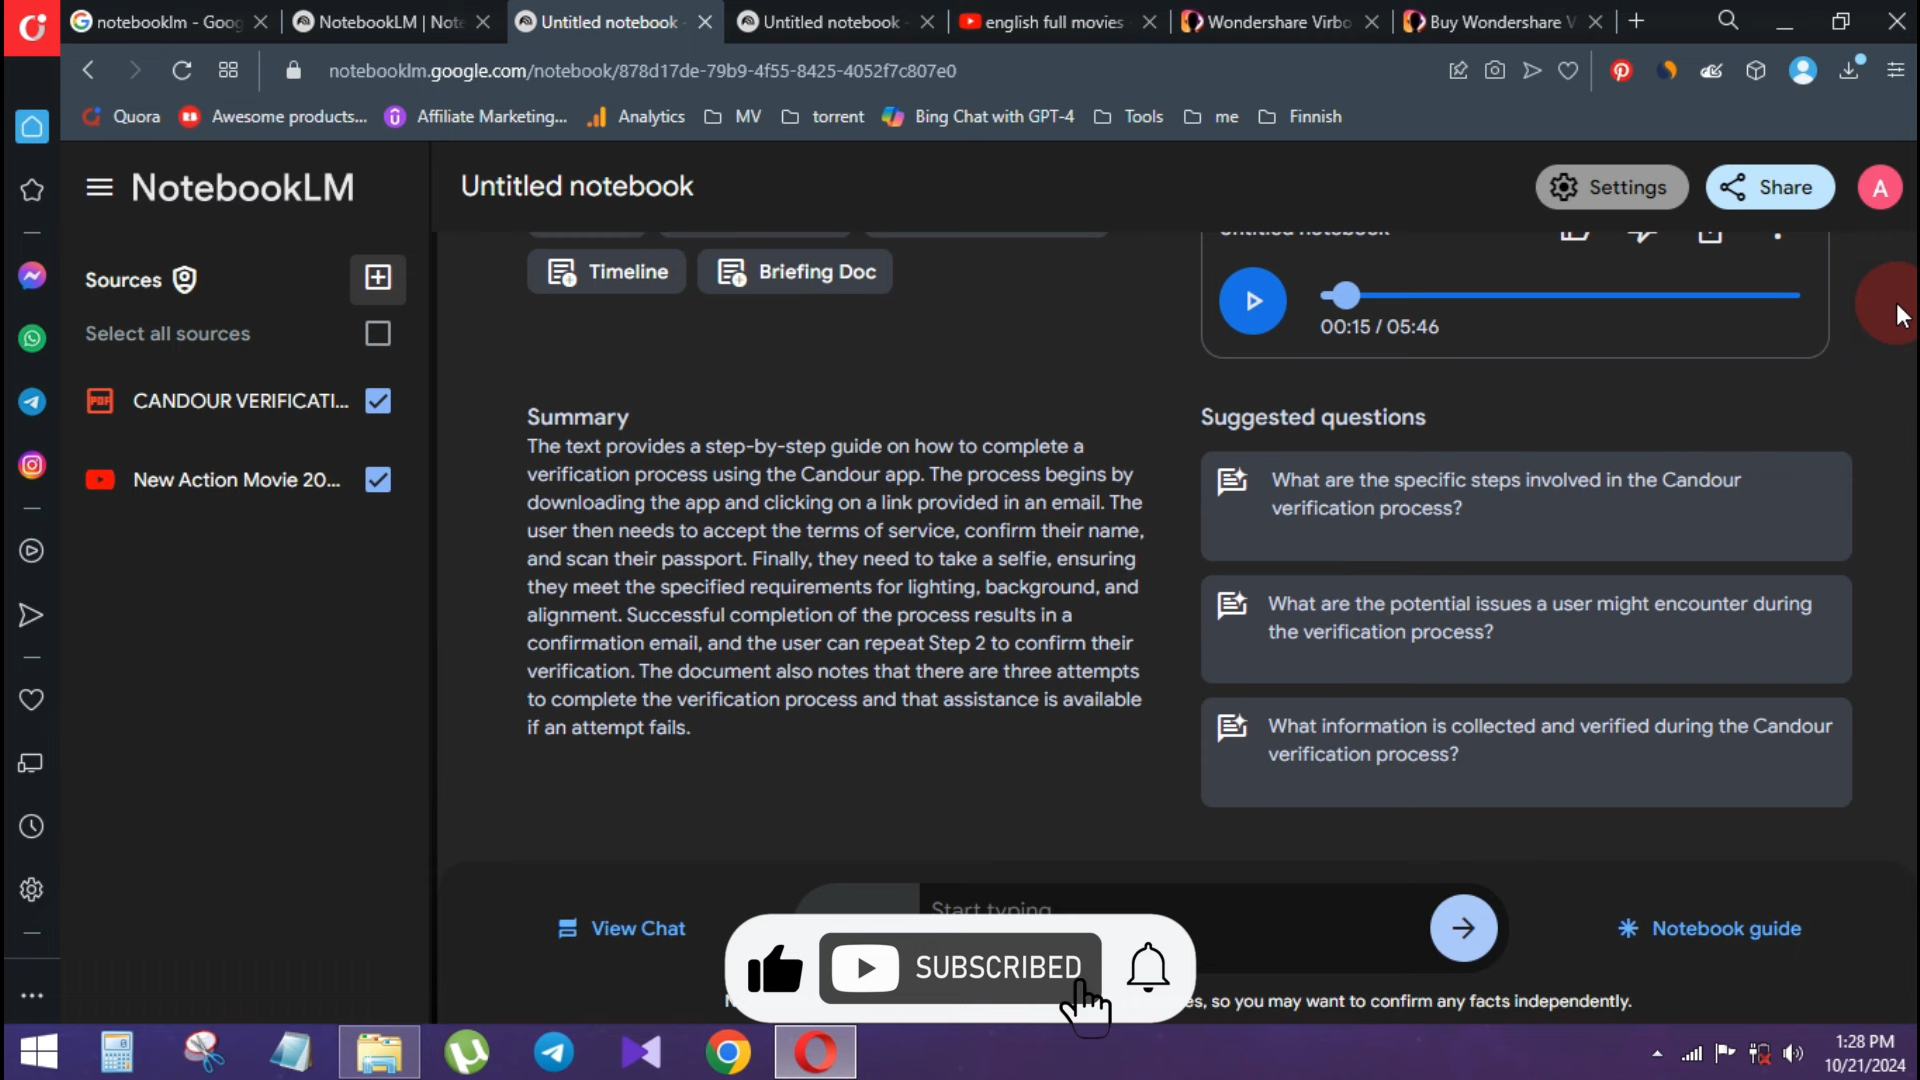 notebooklm - Goog
NotebookLM | Note
Untitled notebook
Untitled notebook
english full movies
Wondershare Virbo
Buy Wondershare V
notebooklm.google.com/notebook/878d17de-79b9-4f55-8425-4052f7c807e0
Quora
Awesome products...
Affiliate Marketing...
Analytics
MV
torrent
Bing Chat with GPT-4
Tools
me
Finnish
NotebookLM
Untitled notebook
Settings
Share
A
Sources
Select all sources
CANDOUR VERIFICATI...
New Action Movie 20...
Timeline
Briefing Doc
Untitled notebook
00:15 / 05:46
Summary
The text provides a step-by-step guide on how to complete a
verification process using the Candour app. The process begins by
downloading the app and clicking on a link provided in an email. The
user then needs to accept the terms of service, confirm their name,
and scan their passport. Finally, they need to take a selfie, ensuring
they meet the specified requirements for lighting, background, and
alignment. Successful completion of the process results in a
confirmation email, and the user can repeat Step 2 to confirm their
verification. The document also notes that there are three attempts
to complete the verification process and that assistance is available
if an attempt fails.
Suggested questions
What are the specific steps involved in the Candour
verification process?
What are the potential issues a user might encounter during
the verification process?
What information is collected and verified during the Candour
verification process?
View Chat
Start typing
Notebook guide
SUBSCRIBED
es, so you may want to confirm any facts independently.
1:28 PM
10/21/2024